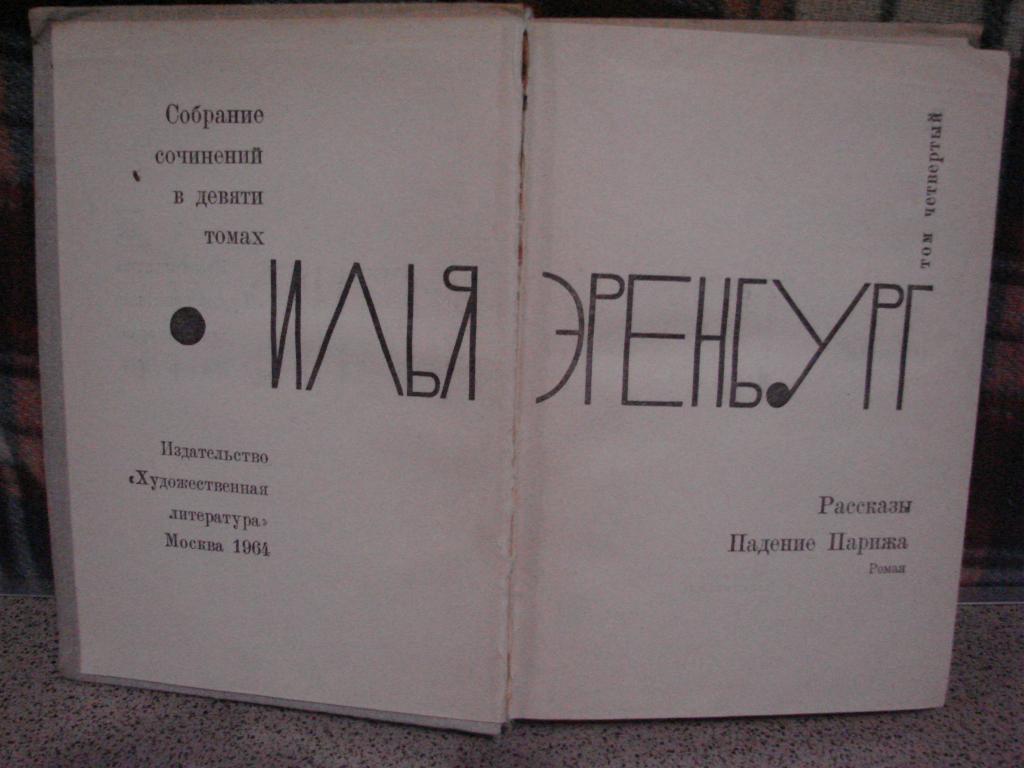 Собрание
сочинений
в девяти
томах
ИЛЬЯ ЭРЕНБУРГ
Издательство
«Художественная
литература»
Москва 1964
том четвертый
Рассказы
Падение Парижа
Роман